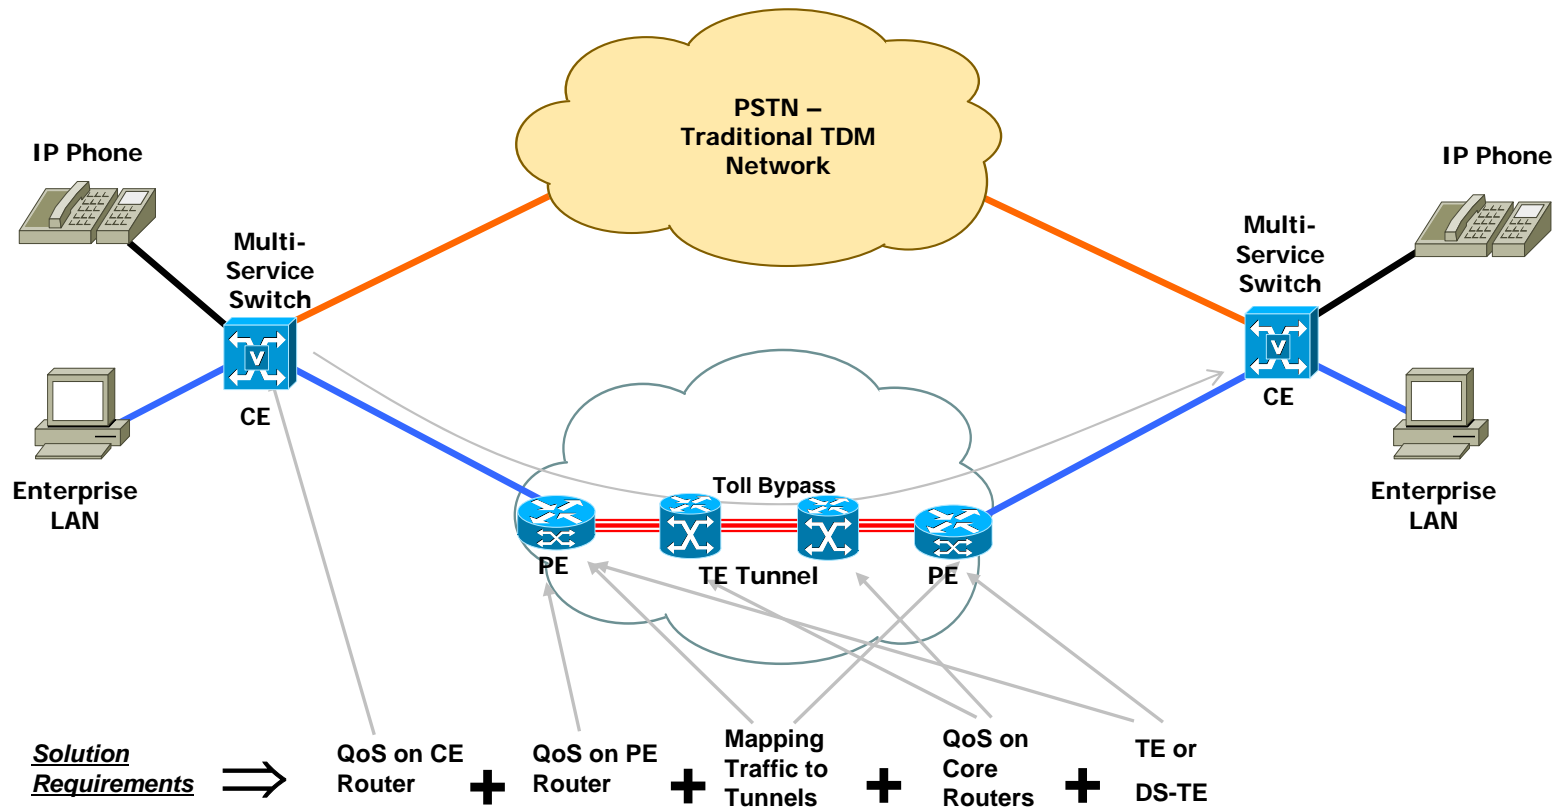 PSTN –
Traditional TDM
Network
IP Phone
IP Phone
Multi-
Service
Switch
Multi-
Service
Switch
V
V
CE
CE
Enterprise
LAN
Enterprise
LAN
Toll Bypass
PE
TE Tunnel
PE
Solution
Requirements
⇒
QoS on CE
Router
+
QoS on PE
Router
+
Mapping
Traffic to
Tunnels
+
QoS on
Core
Routers
+
TE or
DS-TE